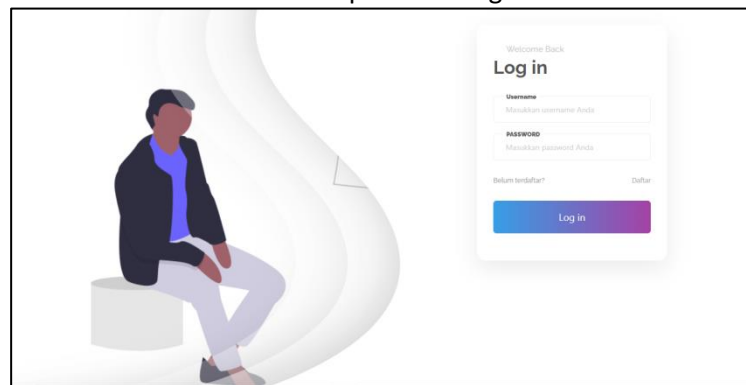 Welcome Back
Log in
Username
Masukkan username Anda
PASSWORD
Masukkan password Anda
Belum terdaftar? Daftar
Log in